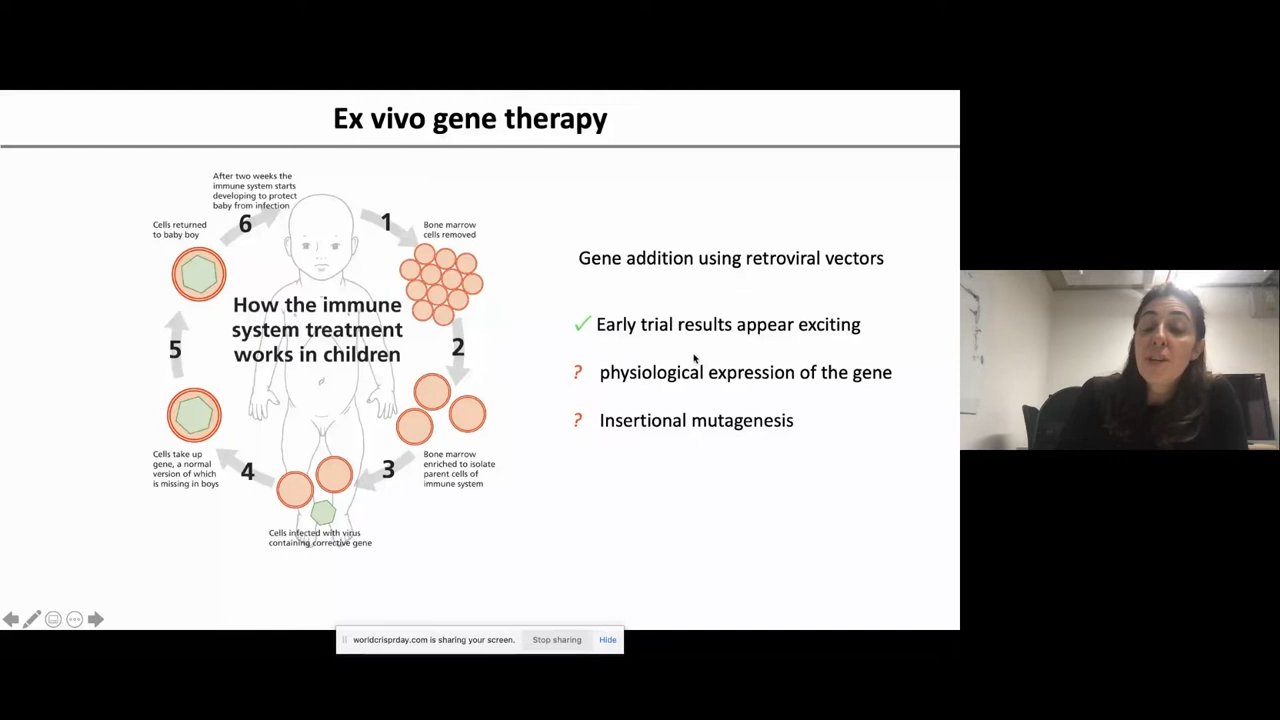 Ex vivo gene therapy
After two weeks the
immune system starts
developing to protect
baby from infection
6
1
Cells returned
to baby boy
Bone marrow
cells removed
How the immune
system treatment
works in children
5
2
Cells take up
gene, a normal
version of which
is missing in boys
4
3
Bone marrow
enriched to isolate
parent cells of
immune system
Cells infected with virus
containing corrective gene
Gene addition using retroviral vectors
✓ Early trial results appear exciting
? physiological expression of the gene
? Insertional mutagenesis
worldcrisprday.com is sharing your screen. Stop sharing Hide